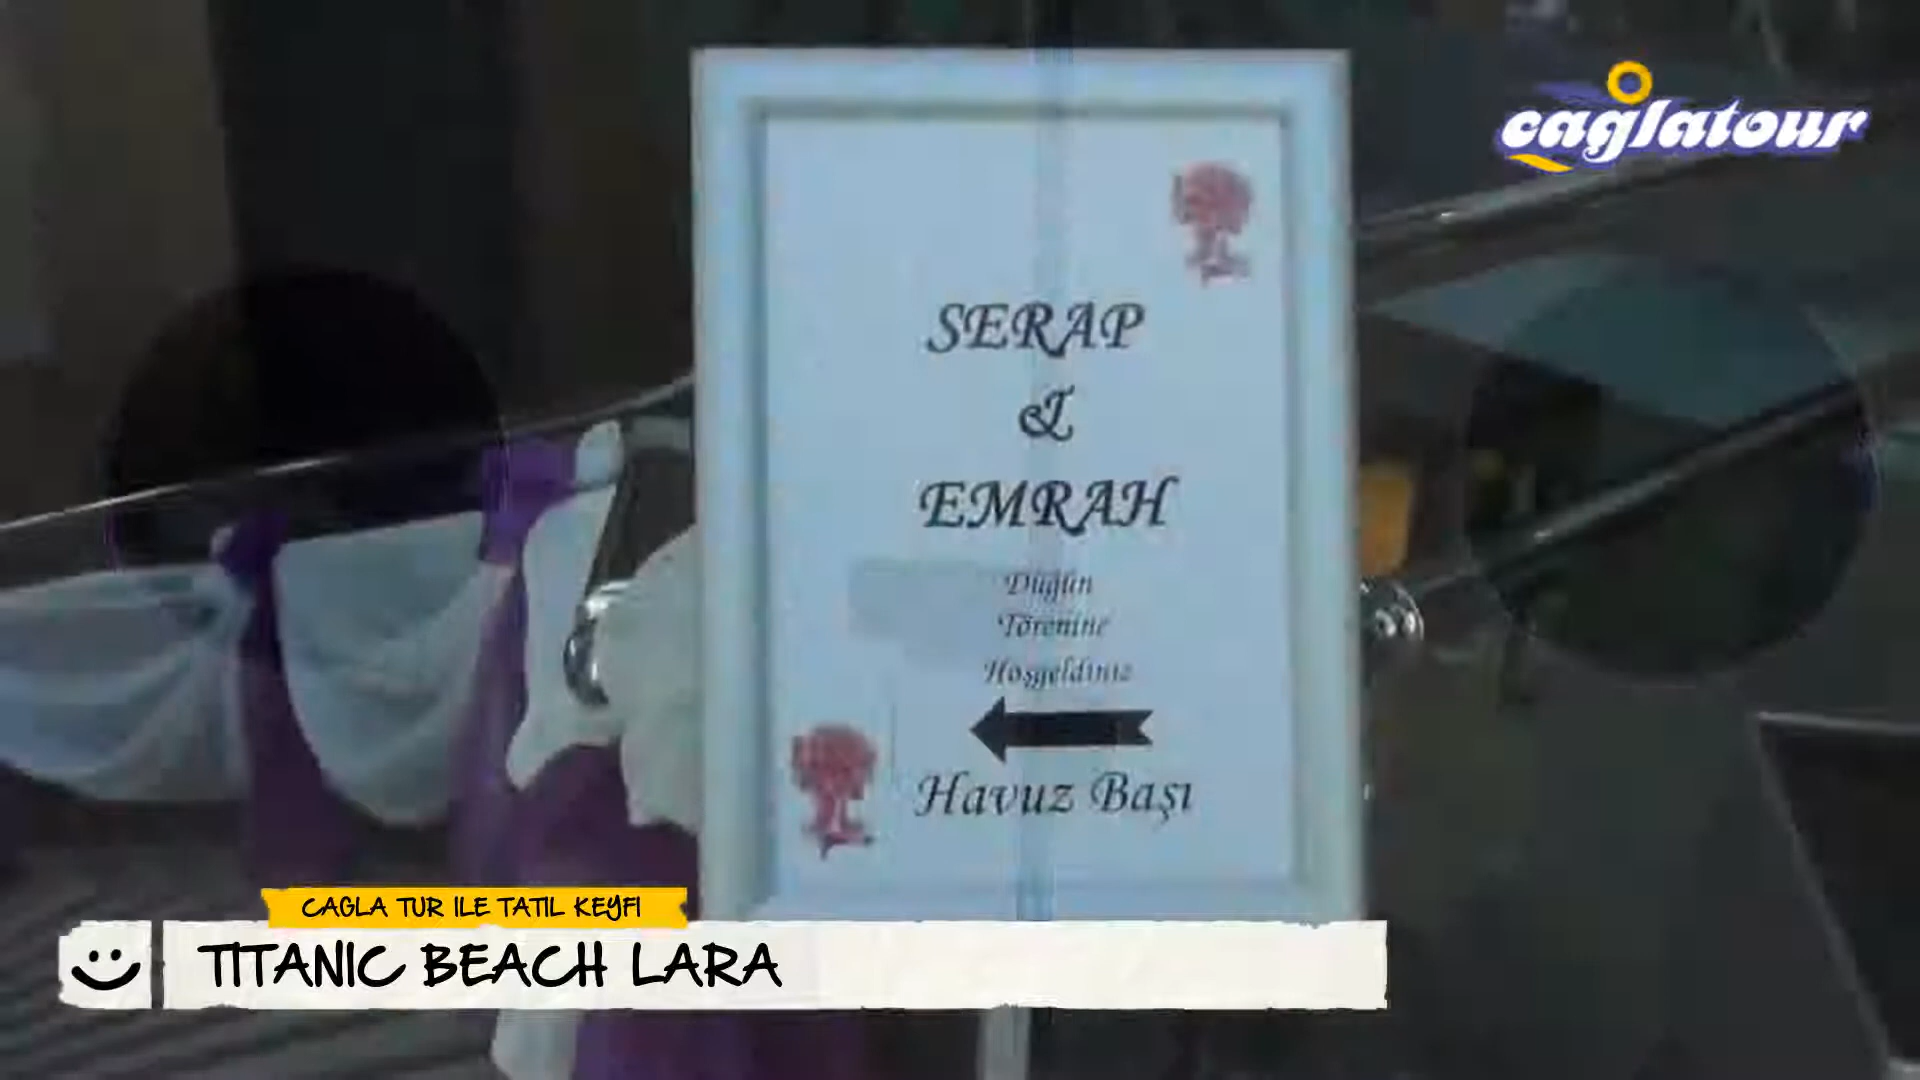 caglatour
SERAP
&
EMRAH
Düğün
Törenine
Hoşgeldiniz
Havuz Başı
CAGLA TUR ILE TATIL KEYFI
TITANIC BEACH LARA